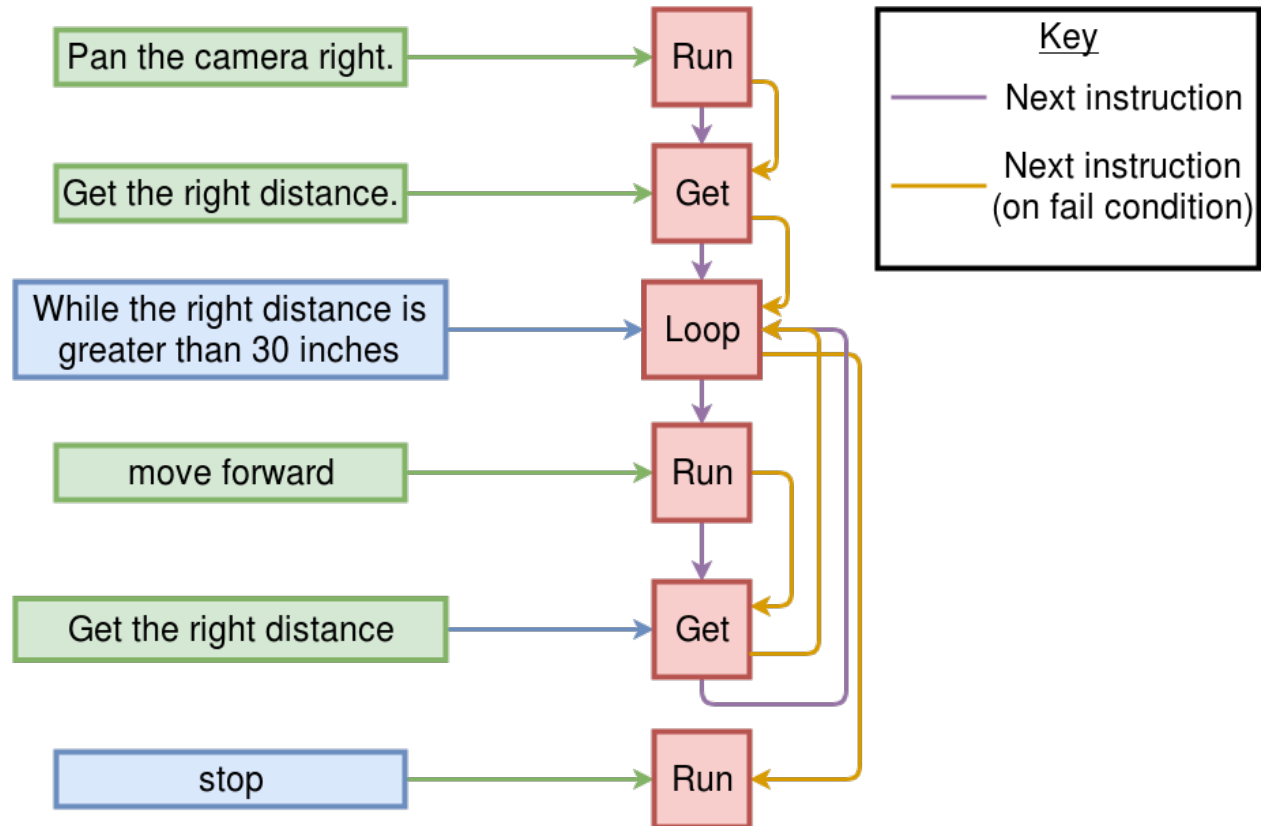 Pan the camera right.
Run
Key
Next instruction
Next instruction
(on fail condition)
Get the right distance.
Get
While the right distance is
greater than 30 inches
Loop
move forward
Run
Get the right distance
Get
stop
Run